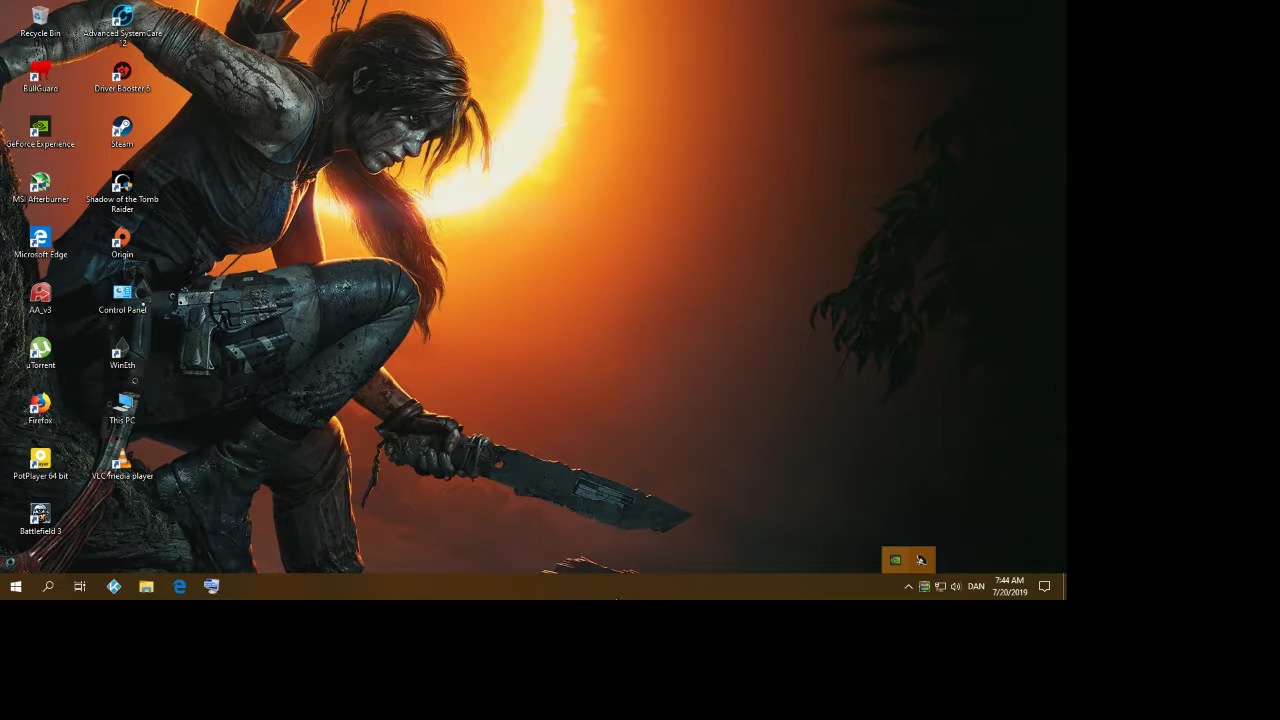 Recycle Bin
Advanced SystemCare
12
BullGuard
Driver Booster 6
GeForce Experience
Steam
MSI Afterburner
Shadow of the Tomb
Raider
Microsoft Edge
Origin
AA_v3
Control Panel
uTorrent
WinEth
Firefox
This PC
PotPlayer 64 bit
VLC media player
Battlefield 3
DAN
7:44 AM
7/20/2019